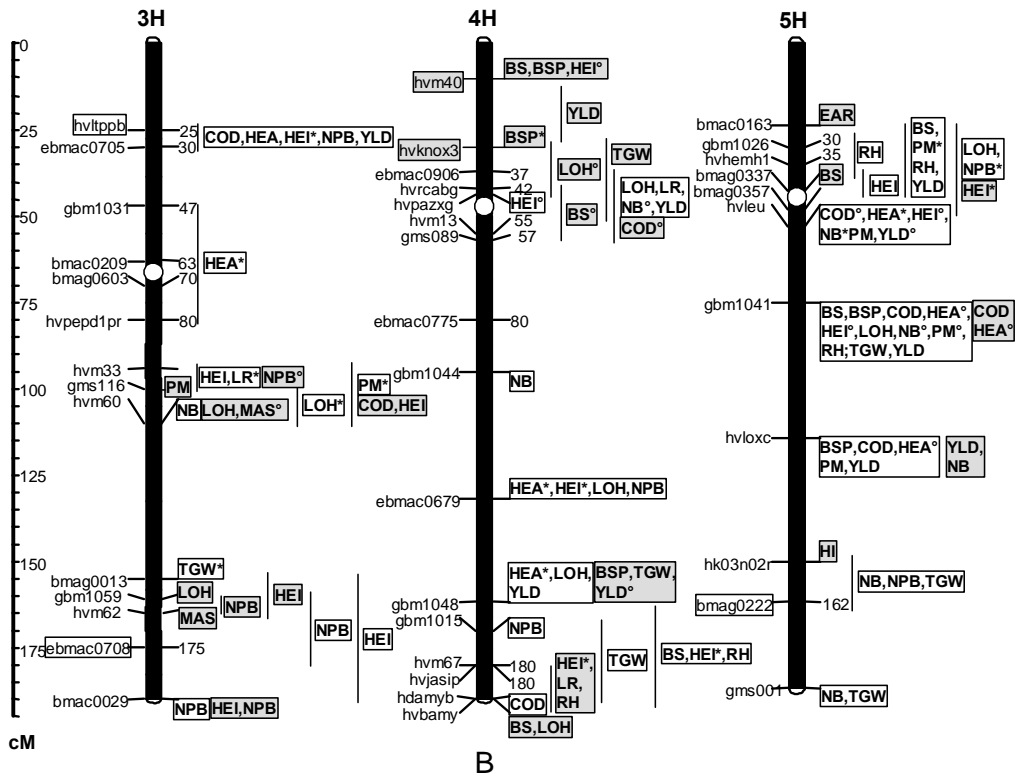 3H
4H
5H
0
25
50
75
100
125
150
175
cM
hvltppb
25
ebmac0705
30
COD,HEA,HEI*,NPB,YLD
gbm1031
47
bmac0209
63
HEA*
bmag0603
70
hvpepd1pr
80
hvm33
HEI,LR*
NPB°
gms116
PM
PM*
hvm60
NB
LOH,MAS°
LOH*
COD,HEI
TGW*
bmag0013
gbm1059
LOH
HEI
hvm62
MAS
NPB
NPB
HEI
ebmac0708
175
bmac0029
NPB
HEI,NPB
hvm40
BS,BSP,HEI°
YLD
hvknox3
BSP*
TGW
ebmac0906
37
LOH°
hvrcabg
42
LOH,LR,
NB°,YLD
hvpazxg
HEI°
hvm13
55
BS°
COD°
gms089
57
ebmac0775
80
gbm1044
NB
ebmac0679
HEA*,HEI*,LOH,NPB
HEA*,LOH,
YLD
BSP,TGW,
YLD°
gbm1048
gbm1015
NPB
hvm67
180
hvjasip
180
HEI*,
LR,
RH
TGW
BS,HEI*,RH
hdamyb
COD
hvbamy
BS,LOH
bmac0163
EAR
gbm1026
30
hvhemh1
35
RH
BS,
PM*
RH,
YLD
LOH,
NPB*
bmag0337
BS
HEI
HEI*
bmag0357
hvleu
COD°,HEA*,HEI°,
NB*PM,YLD°
gbm1041
BS,BSP,COD,HEA°,
HEI°,LOH,NB°,PM°,
RH;TGW,YLD
COD
HEA°
hvloxc
BSP,COD,HEA°
PM,YLD
YLD,
NB
HI
hk03n02r
NB,NPB,TGW
bmag0222
162
gms001
NB,TGW
B